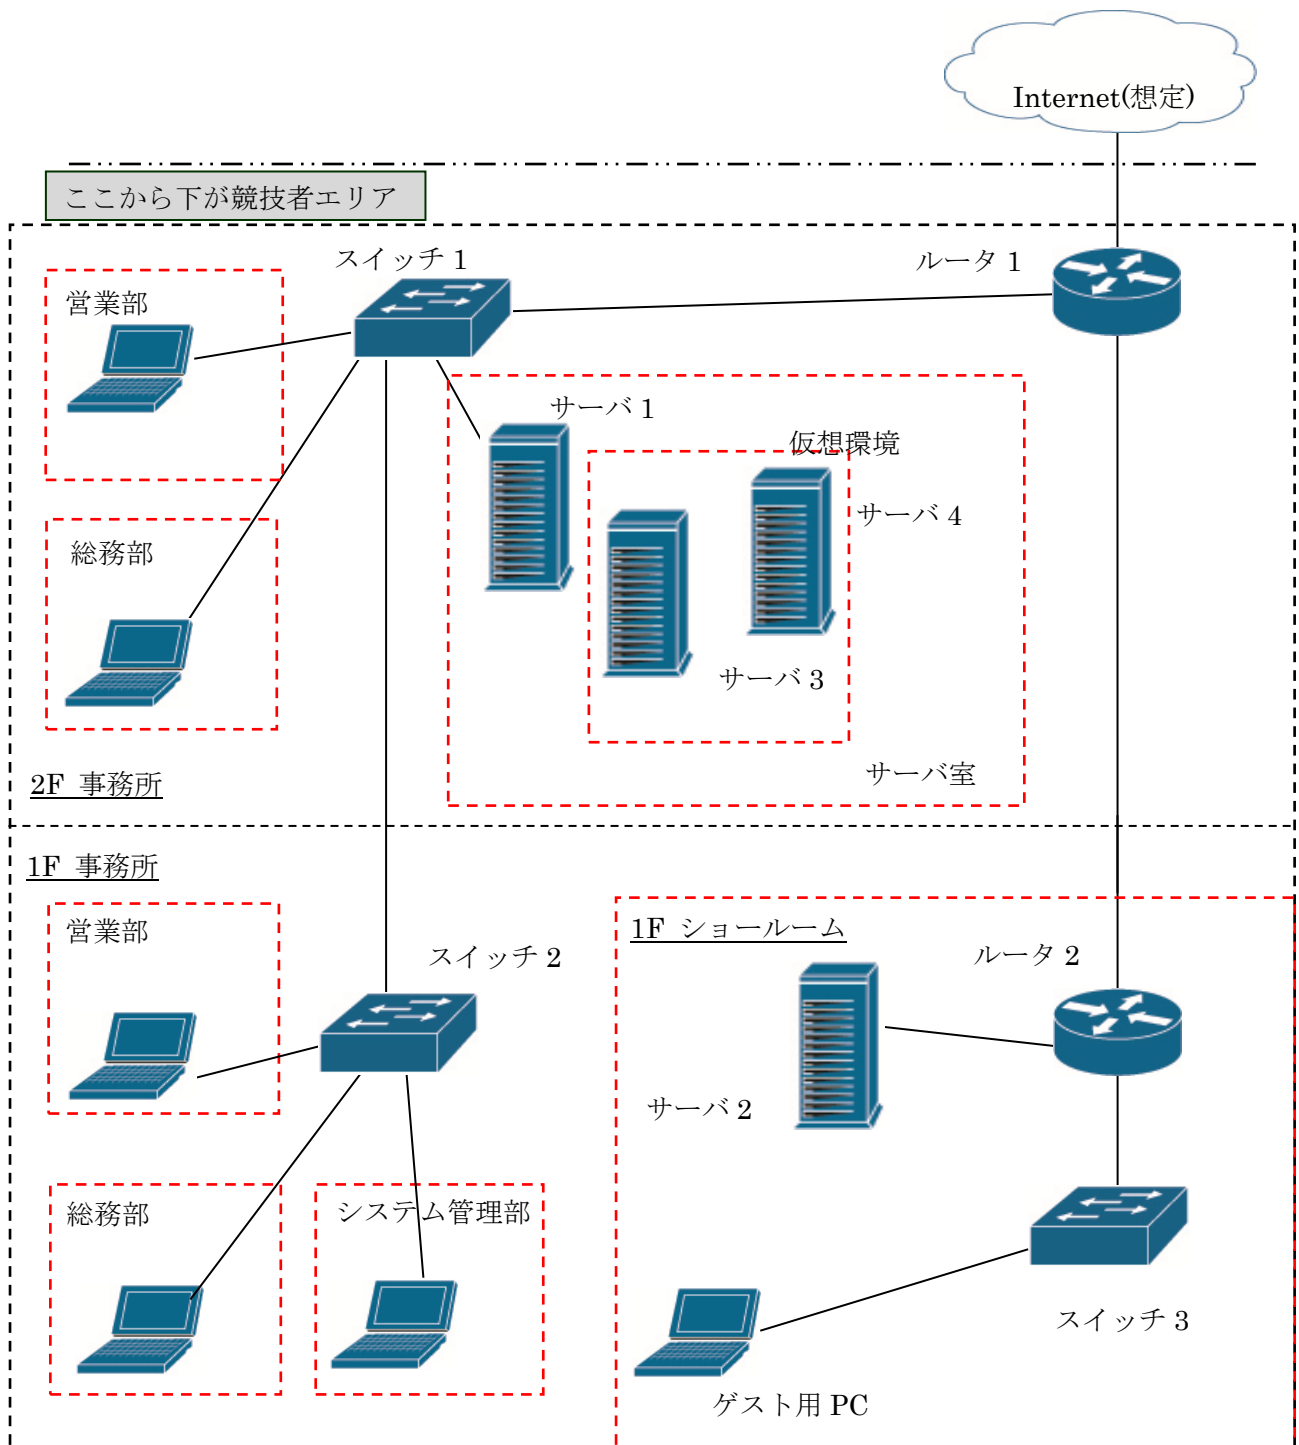 Internet(想定)
ここから下が競技者エリア
スイッチ 1
ルータ 1
営業部
サーバ 1
仮想環境
サーバ 4
総務部
サーバ 3
サーバ室
2F 事務所
1F 事務所
営業部
スイッチ 2
1F ショールーム
ルータ 2
サーバ 2
総務部
システム管理部
スイッチ 3
ゲスト用 PC